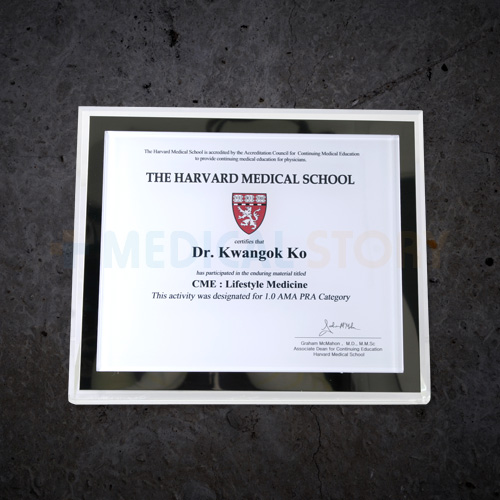 The Harvard Medical School is accredited by the Accreditation Council for Continuing Medical Education
to provide continuing medical education for physicians.
THE HARVARD MEDICAL SCHOOL
certifies that
Dr. Kwangok Ko
has participated in the enduring material titled
MEDICAL STORY
CME : Lifestyle Medicine
This activity was designated for 1.0 AMA PRA Category
Graham McMahon , M.D., M.M.Sc
Associate Dean for Continuing Education
Harvard Medical School